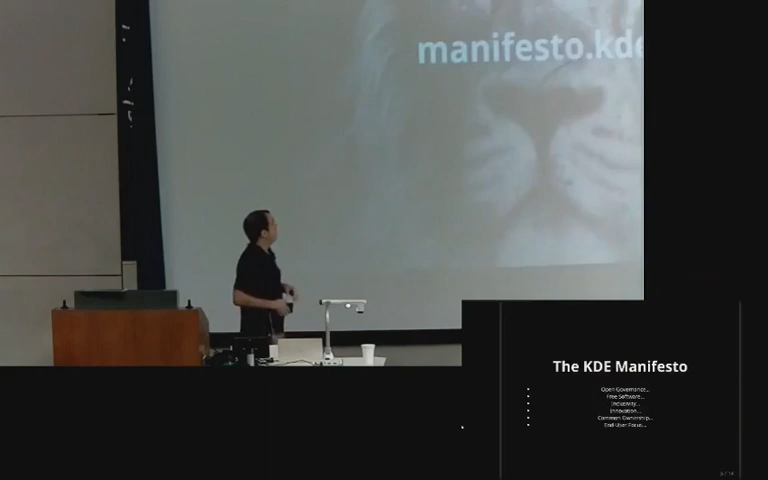 manifesto.kde
The KDE Manifesto
Open Governance...
Free Software...
Inclusivity...
Innovation...
Common Ownership...
End-User Focus...